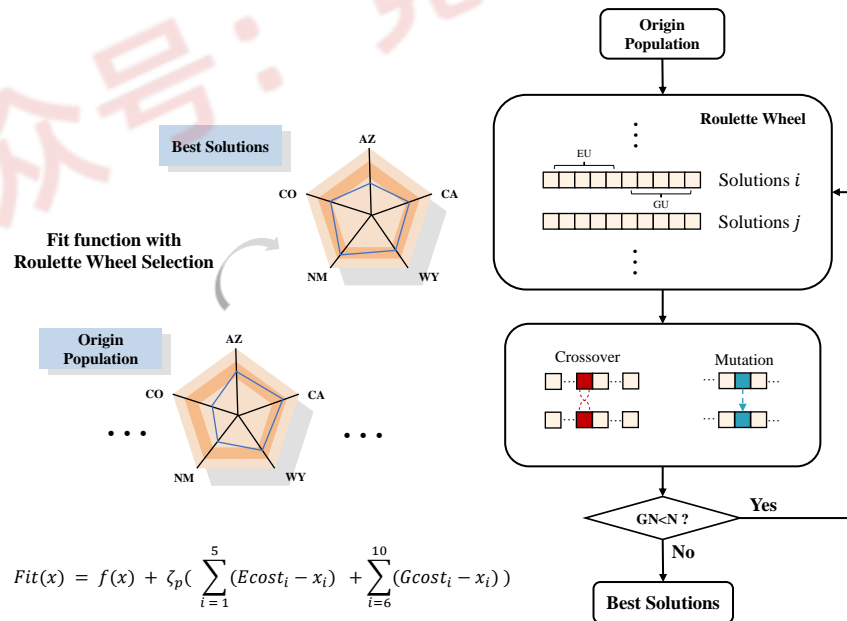 众号：
Origin
Population
Roulette Wheel
EU
Solutions i
GU
Solutions j
Best Solutions
AZ
CO
CA
NM
WY
Fit function with
Roulette Wheel Selection
Origin
Population
AZ
CO
CA
NM
WY
Crossover
Mutation
GN<N ?
Yes
No
Best Solutions
Fit(x) = f(x) + ζ_p( ∑_{i=1}^{5}(Ecost_i − x_i) + ∑_{i=6}^{10}(Gcost_i − x_i) )